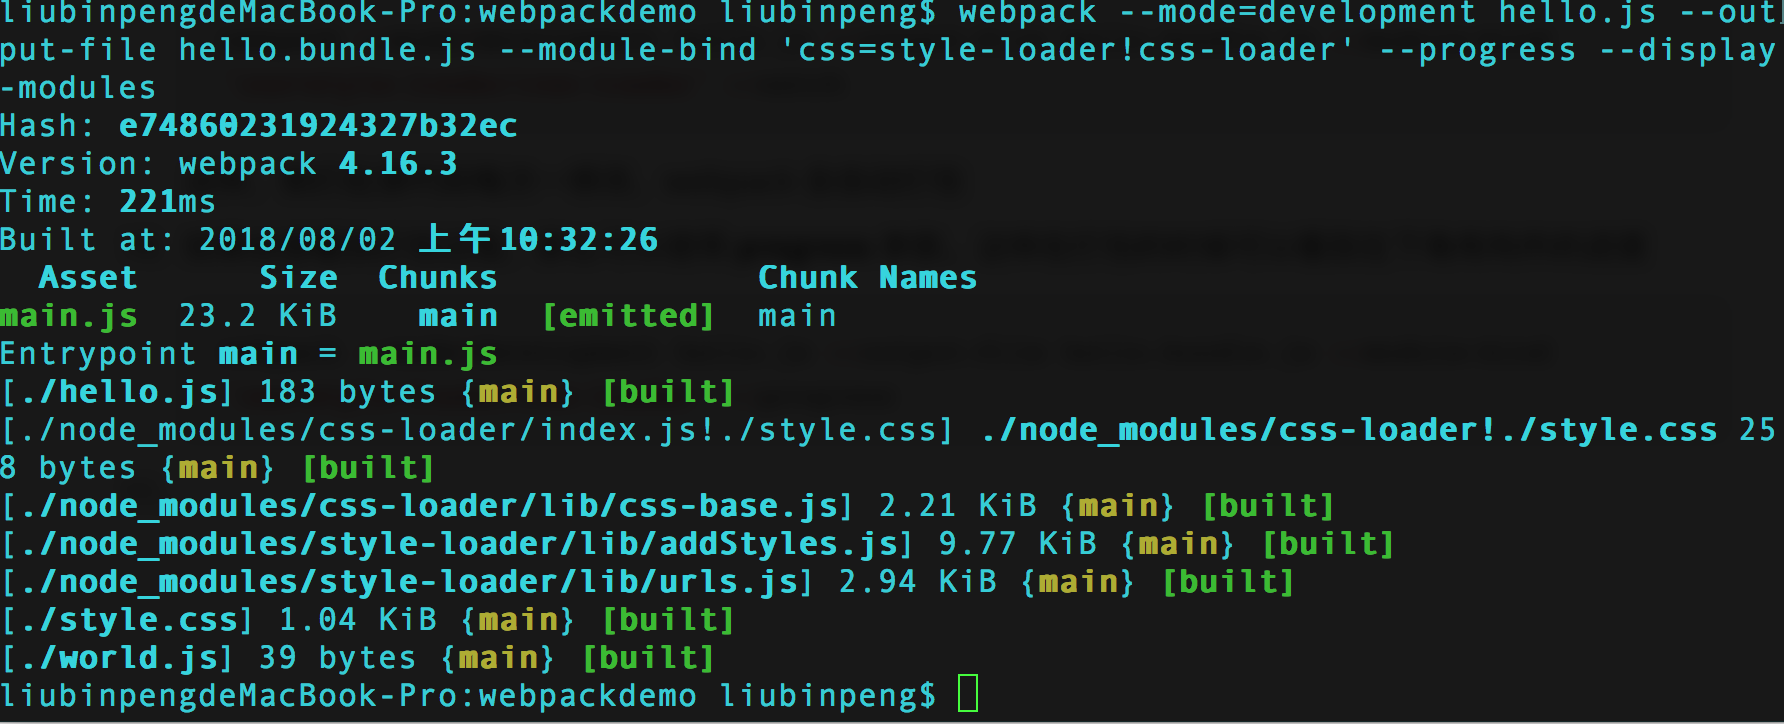 liubinpengdeMacBook-Pro:webpackdemo liubinpeng$ webpack --mode=development hello.js --out
put-file hello.bundle.js --module-bind 'css=style-loader!css-loader' --progress --display
-modules
Hash: e74860231924327b32ec
Version: webpack 4.16.3
Time: 221ms
Built at: 2018/08/02 上午10:32:26
Asset Size Chunks Chunk Names
main.js 23.2 KiB main [emitted] main
Entrypoint main = main.js
[./hello.js] 183 bytes {main} [built]
[./node_modules/css-loader/index.js!./style.css] ./node_modules/css-loader!./style.css 25
8 bytes {main} [built]
[./node_modules/css-loader/lib/css-base.js] 2.21 KiB {main} [built]
[./node_modules/style-loader/lib/addStyles.js] 9.77 KiB {main} [built]
[./node_modules/style-loader/lib/urls.js] 2.94 KiB {main} [built]
[./style.css] 1.04 KiB {main} [built]
[./world.js] 39 bytes {main} [built]
liubinpengdeMacBook-Pro:webpackdemo liubinpeng$